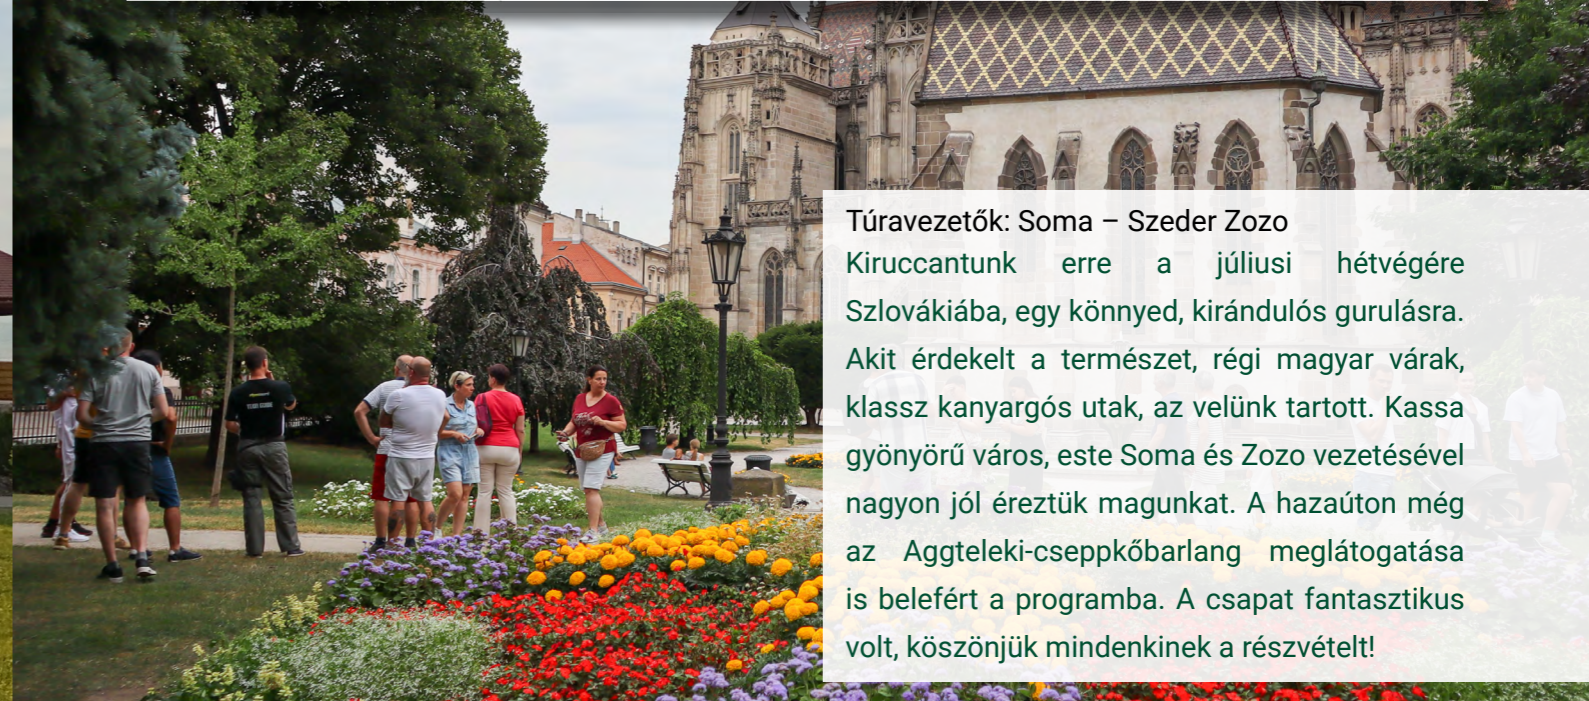 Túravezetők: Soma – Szeder Zozo
Kiruccantunk erre a júliusi hétvégére
Szlovákiába, egy könnyed, kirándulós gurulásra.
Akit érdekelt a természet, régi magyar várak,
klassz kanyargós utak, az velünk tartott. Kassa
gyönyörű város, este Soma és Zozo vezetésével
nagyon jól éreztük magunkat. A hazaúton még
az Aggteleki-cseppkőbarlang meglátogatása
is belefért a programba. A csapat fantasztikus
volt, köszönjük mindenkinek a részvételt!